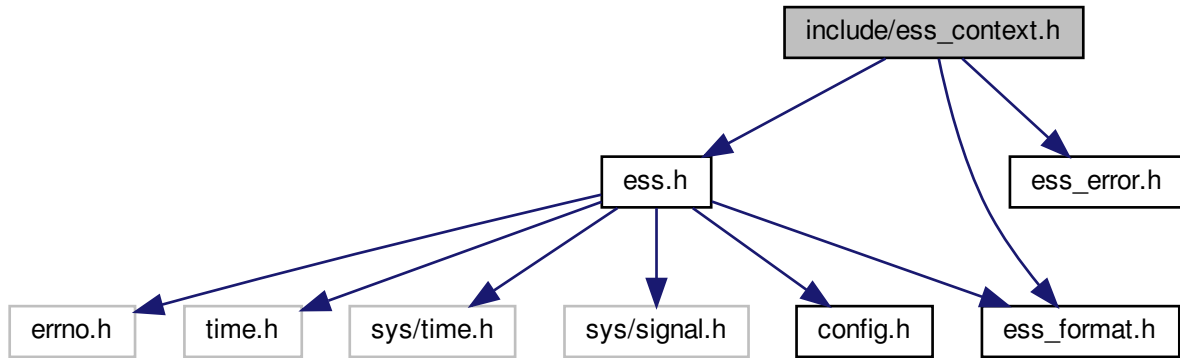 include/ess_context.h
ess.h
ess_error.h
errno.h
time.h
sys/time.h
sys/signal.h
config.h
ess_format.h